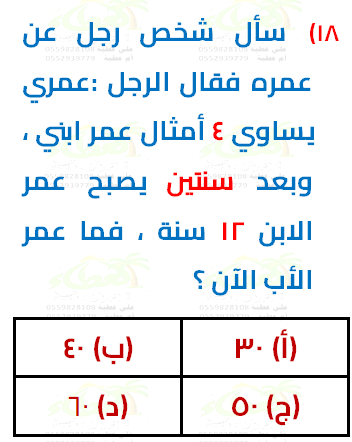 ١٨) سأل شخص رجل عن
عمره فقال الرجل :عمري
يساوي ٤ أمثال عمر ابني ،
وبعد سنتين يصبح عمر
الابن ١٢ سنة ، فما عمر
الأب الآن ؟
(أ) ٣٠ (ب) ٤٠
(ج) ٥٠ (د) ٦٠